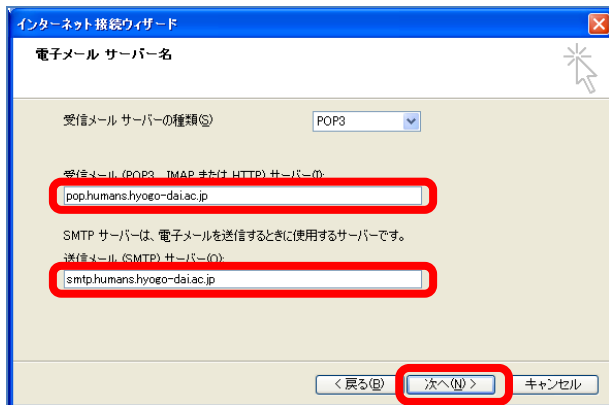 インターネット接続ウィザード
電子メール サーバー名
受信メール サーバーの種類(S)
POP3
受信メール (POP3、IMAP または HTTP) サーバー(I):
pop.humans.hyogo-dai.ac.jp
SMTP サーバーは、電子メールを送信するときに使用するサーバーです。
送信メール (SMTP) サーバー(O):
smtp.humans.hyogo-dai.ac.jp
< 戻る(B) 次へ(N) > キャンセル